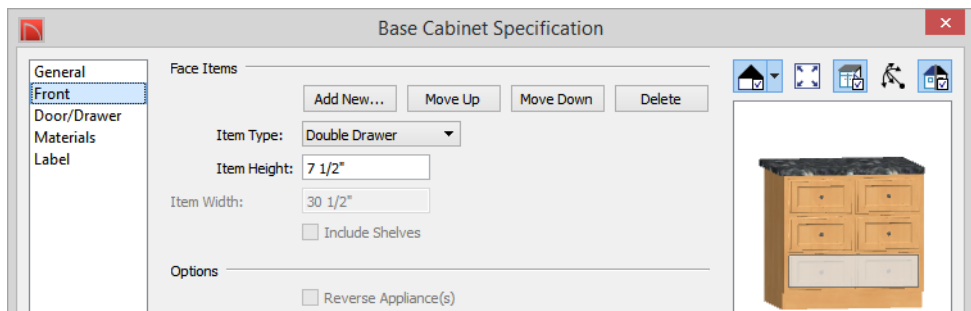 Base Cabinet Specification
General
Front
Door/Drawer
Materials
Label
Face Items
Add New... Move Up Move Down Delete
Item Type: Double Drawer
Item Height: 7 1/2"
Item Width: 30 1/2"
Include Shelves
Options
Reverse Appliance(s)